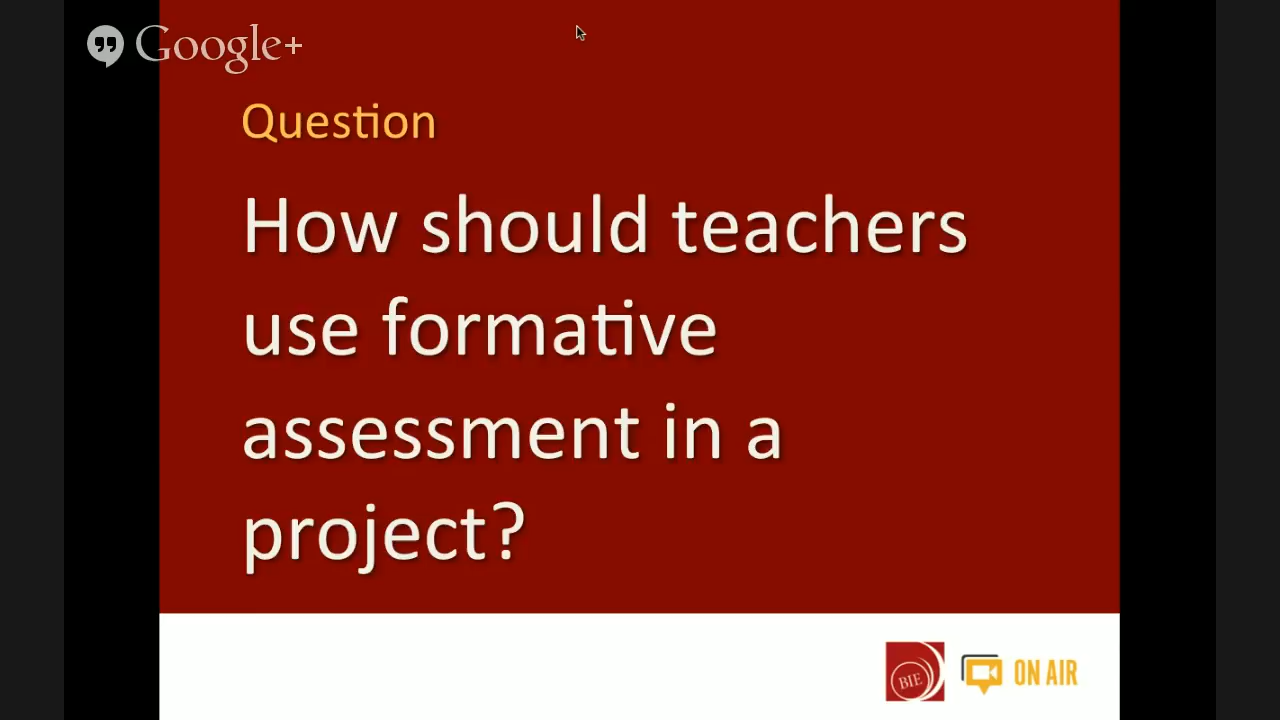 Google+
Question
How should teachers
use formative
assessment in a
project?
BIE
ON AIR